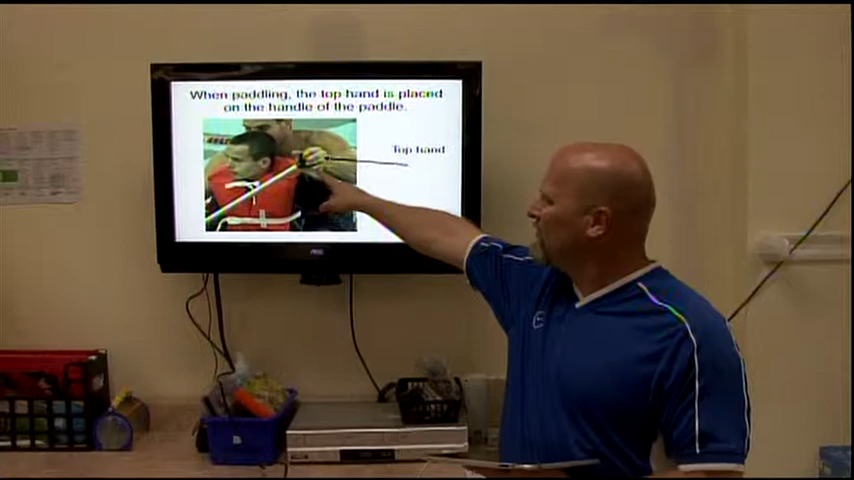 When paddling, the top hand is placed
on the handle of the paddle.
Top hand